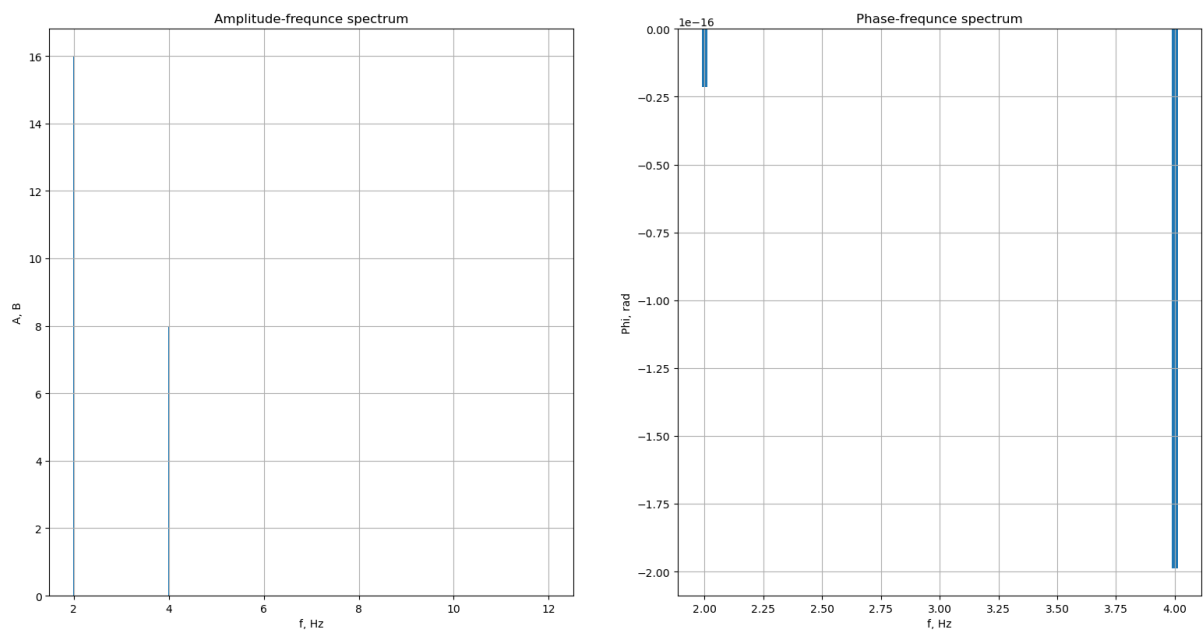 Amplitude-frequnce spectrum
A, B
16
14
12
10
8
6
4
2
0
2 4 6 8 10 12
f, Hz
Phase-frequnce spectrum
1e−16
Phi, rad
0.00
−0.25
−0.50
−0.75
−1.00
−1.25
−1.50
−1.75
−2.00
2.00 2.25 2.50 2.75 3.00 3.25 3.50 3.75 4.00
f, Hz